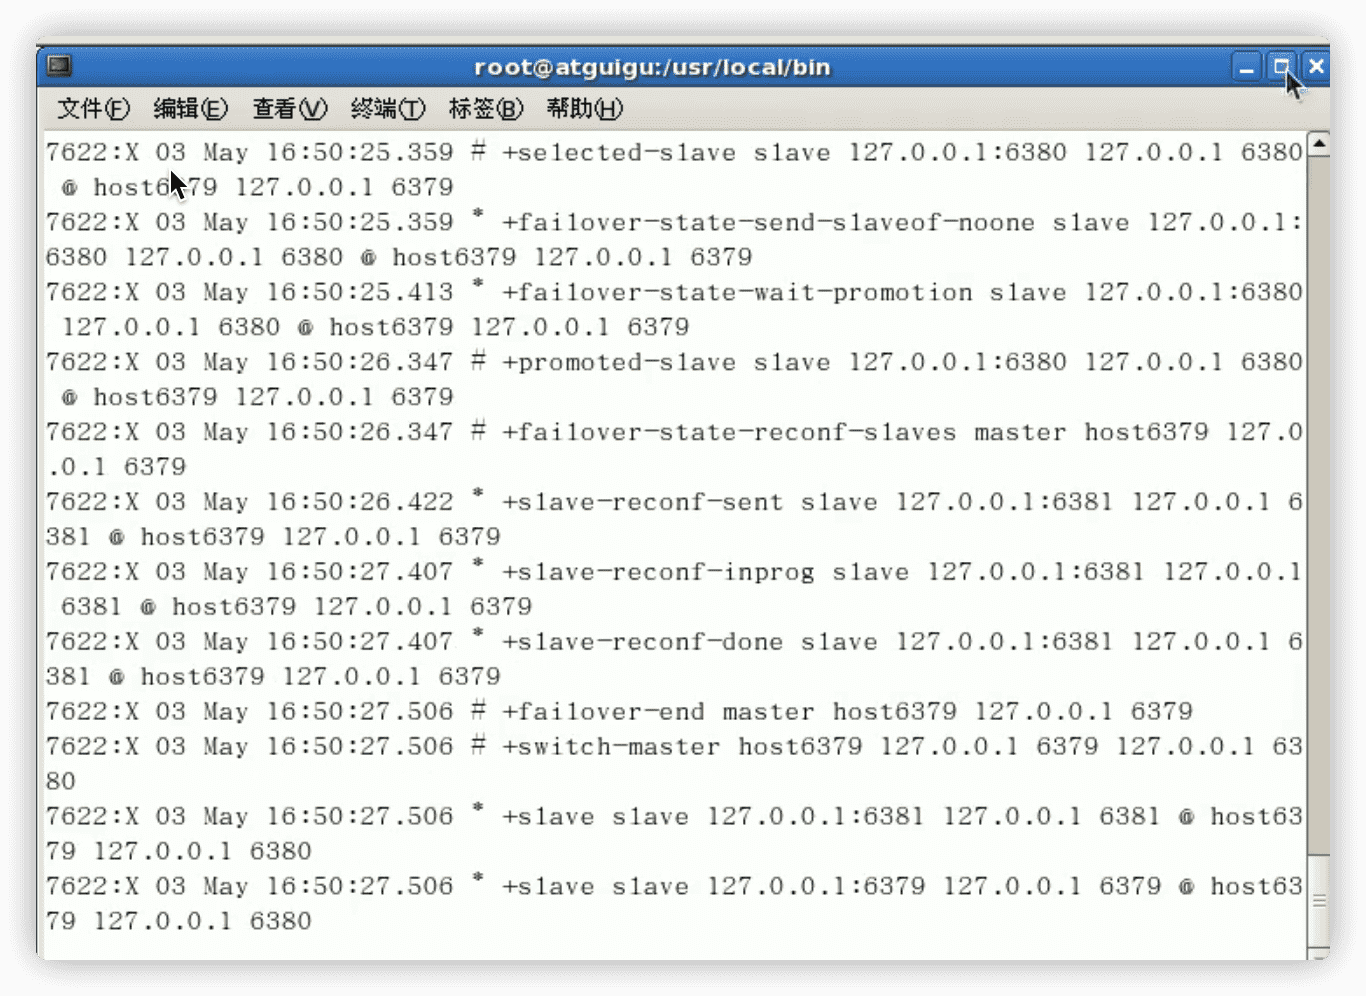 root@atguigu:/usr/local/bin
文件(F) 编辑(E) 查看(V) 终端(T) 标签(B) 帮助(H)
7622:X 03 May 16:50:25.359 # +selected-slave slave 127.0.0.1:6380 127.0.0.1 6380
@ host6379 127.0.0.1 6379
7622:X 03 May 16:50:25.359 * +failover-state-send-slaveof-noone slave 127.0.0.1:
6380 127.0.0.1 6380 @ host6379 127.0.0.1 6379
7622:X 03 May 16:50:25.413 * +failover-state-wait-promotion slave 127.0.0.1:6380
127.0.0.1 6380 @ host6379 127.0.0.1 6379
7622:X 03 May 16:50:26.347 # +promoted-slave slave 127.0.0.1:6380 127.0.0.1 6380
@ host6379 127.0.0.1 6379
7622:X 03 May 16:50:26.347 # +failover-state-reconf-slaves master host6379 127.0
.0.1 6379
7622:X 03 May 16:50:26.422 * +slave-reconf-sent slave 127.0.0.1:6381 127.0.0.1 6
381 @ host6379 127.0.0.1 6379
7622:X 03 May 16:50:27.407 * +slave-reconf-inprog slave 127.0.0.1:6381 127.0.0.1
6381 @ host6379 127.0.0.1 6379
7622:X 03 May 16:50:27.407 * +slave-reconf-done slave 127.0.0.1:6381 127.0.0.1 6
381 @ host6379 127.0.0.1 6379
7622:X 03 May 16:50:27.506 # +failover-end master host6379 127.0.0.1 6379
7622:X 03 May 16:50:27.506 # +switch-master host6379 127.0.0.1 6379 127.0.0.1 63
80
7622:X 03 May 16:50:27.506 * +slave slave 127.0.0.1:6381 127.0.0.1 6381 @ host63
79 127.0.0.1 6380
7622:X 03 May 16:50:27.506 * +slave slave 127.0.0.1:6379 127.0.0.1 6379 @ host63
79 127.0.0.1 6380